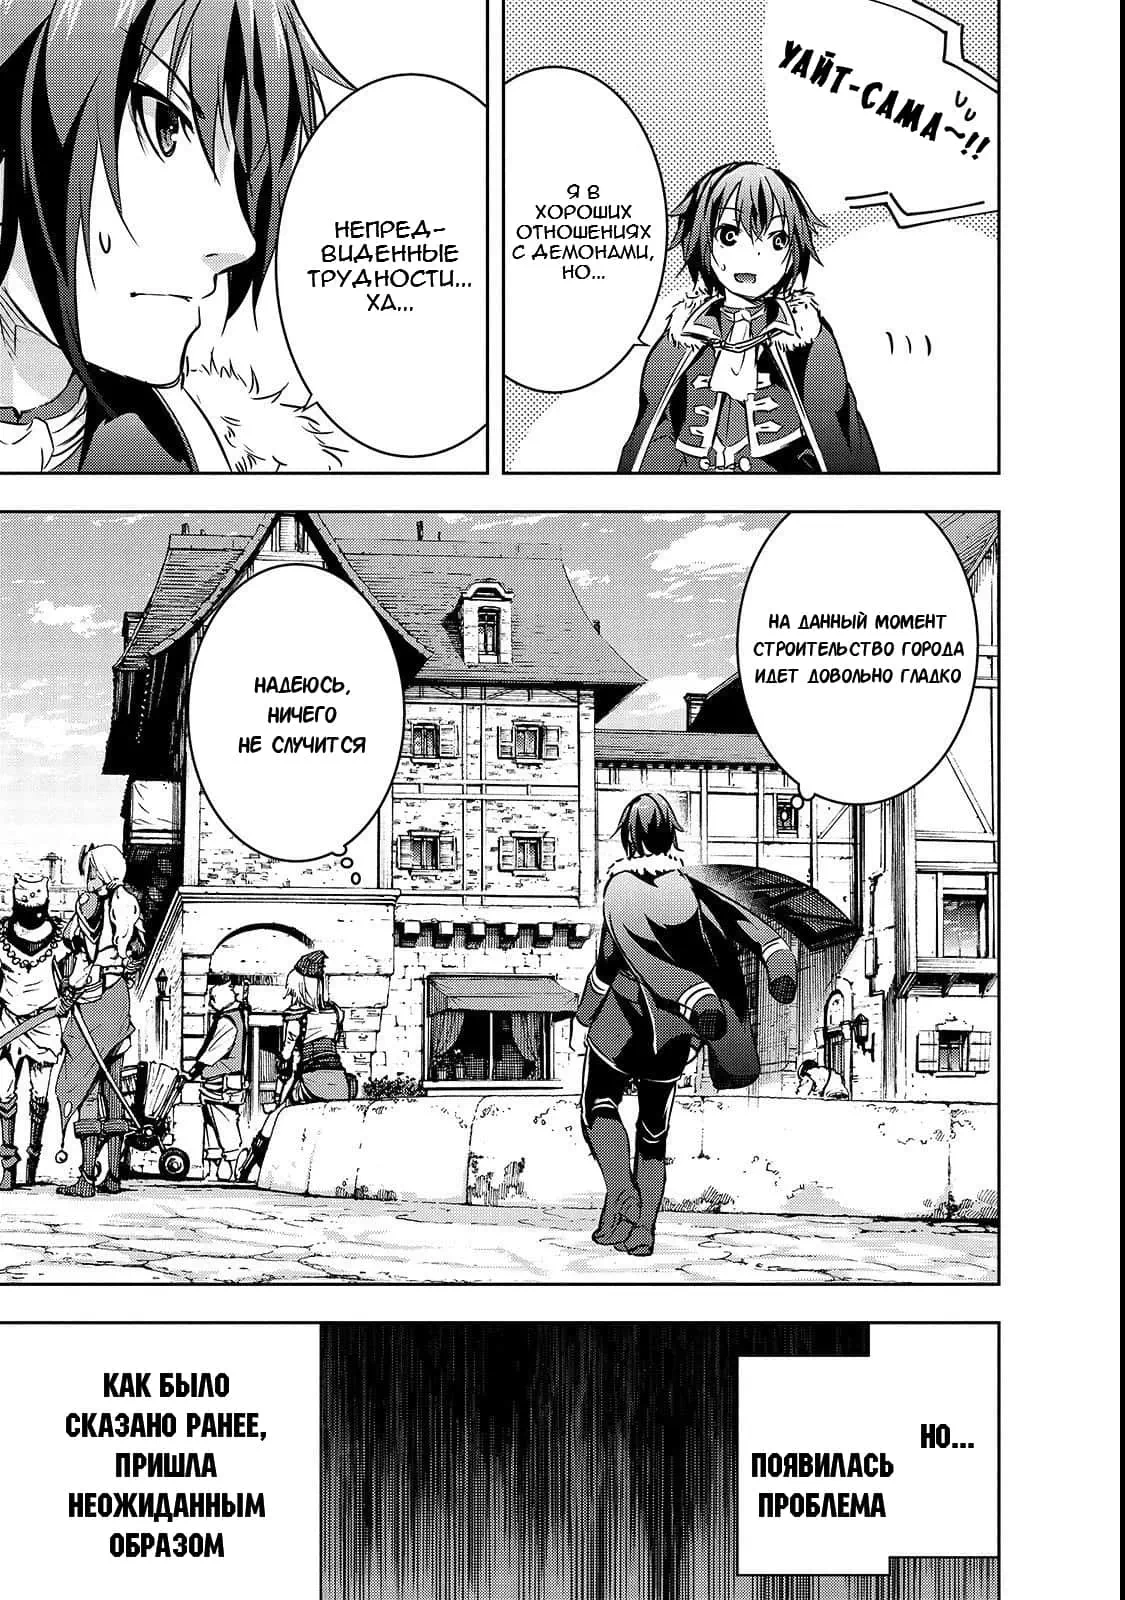 УАЙТ-САМА~!!
Я В
ХОРОШИХ
ОТНОШЕНИЯХ
С ДЕМОНАМИ,
НО...
НЕПРЕД-
ВИДЕННЫЕ
ТРУДНОСТИ...
ХА...
НА ДАННЫЙ МОМЕНТ
СТРОИТЕЛЬСТВО ГОРОДА
ИДЕТ ДОВОЛЬНО ГЛАДКО
НАДЕЮСЬ,
НИЧЕГО
НЕ СЛУЧИТСЯ
НО...
ПОЯВИЛАСЬ
ПРОБЛЕМА
КАК БЫЛО
СКАЗАНО РАНЕЕ,
ПРИШЛА
НЕОЖИДАННЫМ
ОБРАЗОМ